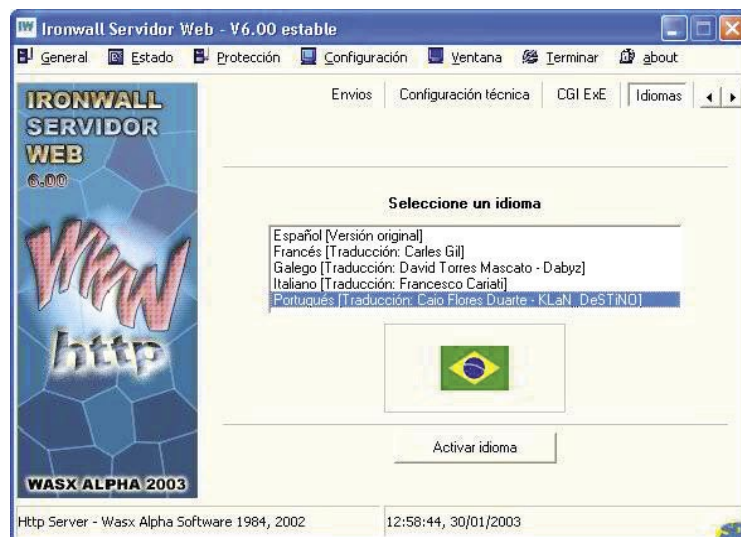 Ironwall Servidor Web - V6.00 estable
General Estado Protección Configuración Ventana Terminar about
IRONWALL
SERVIDOR
WEB
6.00
WWW
http
WASX ALPHA 2003
Envios Configuración técnica CGI ExE Idiomas
Seleccione un idioma
Español [Versión original]
Francés [Traducción: Carles Gil]
Galego [Traducción: David Torres Mascato - Dabyz]
Italiano [Traducción: Francesco Cariati]
Portugués [Traducción: Caio Flores Duarte - KLaN_DeSTiNO]
Activar idioma
Http Server - Wasx Alpha Software 1984, 2002
12:58:44, 30/01/2003